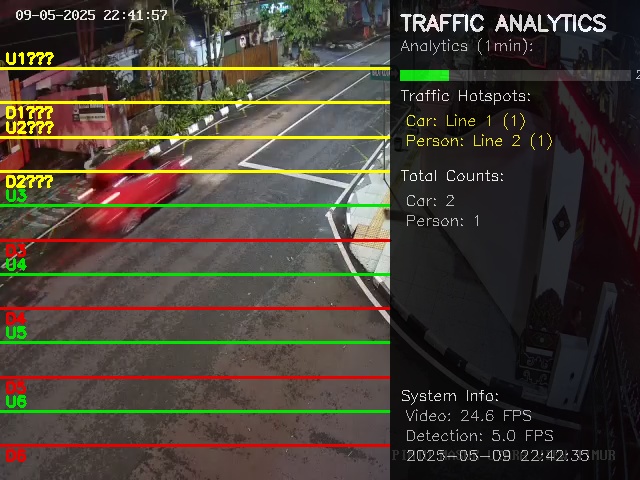 09-05-2025 22:41:57
U1???
D1???
U2???
D2???
U3
D3
U4
D4
U5
D5
U6
D6
TRAFFIC ANALYTICS
Analytics (1min):
2
Traffic Hotspots:
Car: Line 1 (1)
Person: Line 2 (1)
Total Counts:
Car: 2
Person: 1
System Info:
Video: 24.6 FPS
Detection: 5.0 FPS
2025-05-09 22:42:35